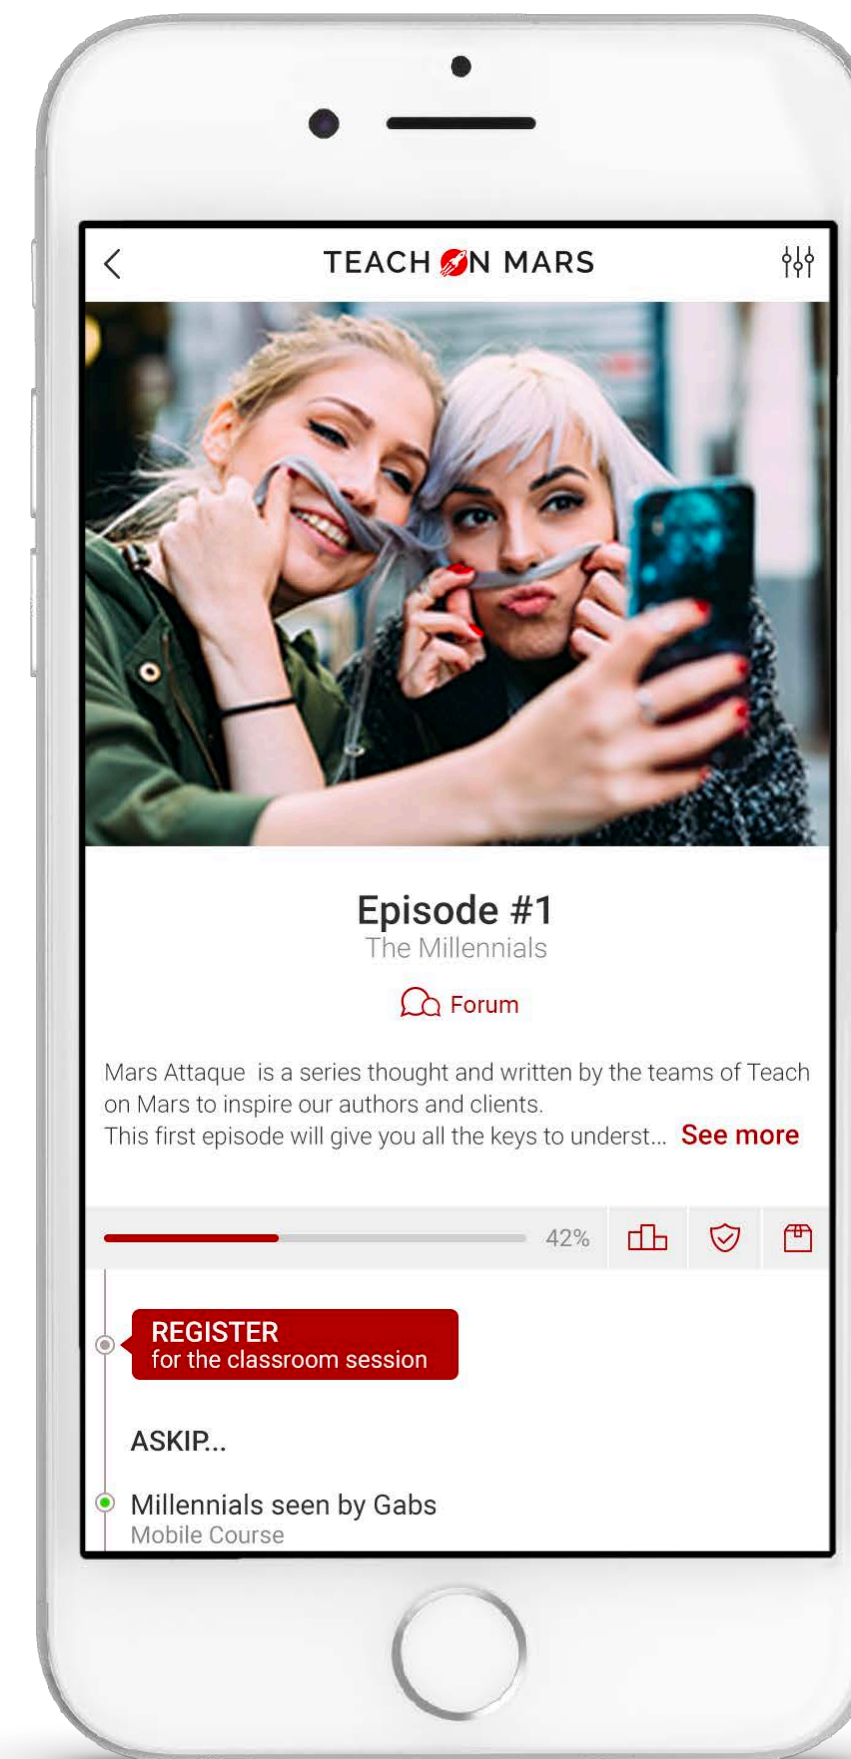 TEACH ON MARS
Episode #1
The Millennials
Forum
Mars Attaque is a series thought and written by the teams of Teach
on Mars to inspire our authors and clients.
This first episode will give you all the keys to underst... See more
42%
REGISTER
for the classroom session
ASKIP...
Millennials seen by Gabs
Mobile Course